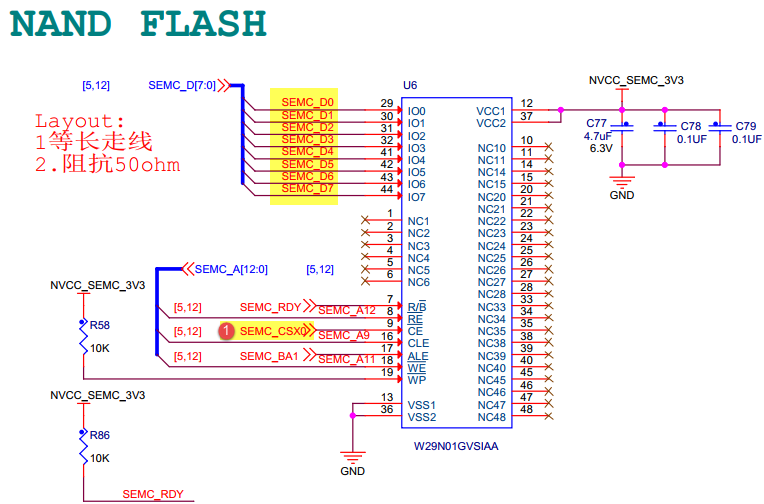 NAND FLASH
[5,12] SEMC_D[7:0]
U6
NVCC_SEMC_3V3
Layout:
1等长走线
2.阻抗50ohm
SEMC_D0 29 IO0
SEMC_D1 30 IO1
SEMC_D2 31 IO2
SEMC_D3 32 IO3
SEMC_D4 41 IO4
SEMC_D5 42 IO5
SEMC_D6 43 IO6
SEMC_D7 44 IO7
VCC1 12
VCC2 37
C77
4.7uF
6.3V
C78
0.1UF
C79
0.1UF
GND
1 NC1
2 NC2
3 NC3
4 NC4
5 NC5
6 NC6
NC10 10
NC11 11
NC14 14
NC15 15
NC20 20
NC21 21
NC22 22
NC23 23
NC24 24
NC25 25
NC26 26
NC27 27
NC28 28
NC33 33
NC34 34
NC35 35
NC38 38
NC39 39
NC40 40
NC45 45
NC46 46
NC47 47
NC48 48
SEMC_A[12:0] [5,12]
NVCC_SEMC_3V3
R58
10K
[5,12] SEMC_RDY 7 R/B
SEMC_A12 8 RE
[5,12] 1 SEMC_CSX0 9 CE
SEMC_A9 16 CLE
[5,12] SEMC_BA1 17 ALE
SEMC_A11 18 WE
19 WP
13 VSS1
36 VSS2
W29N01GVSIAA
GND
NVCC_SEMC_3V3
R86
10K
SEMC_RDY